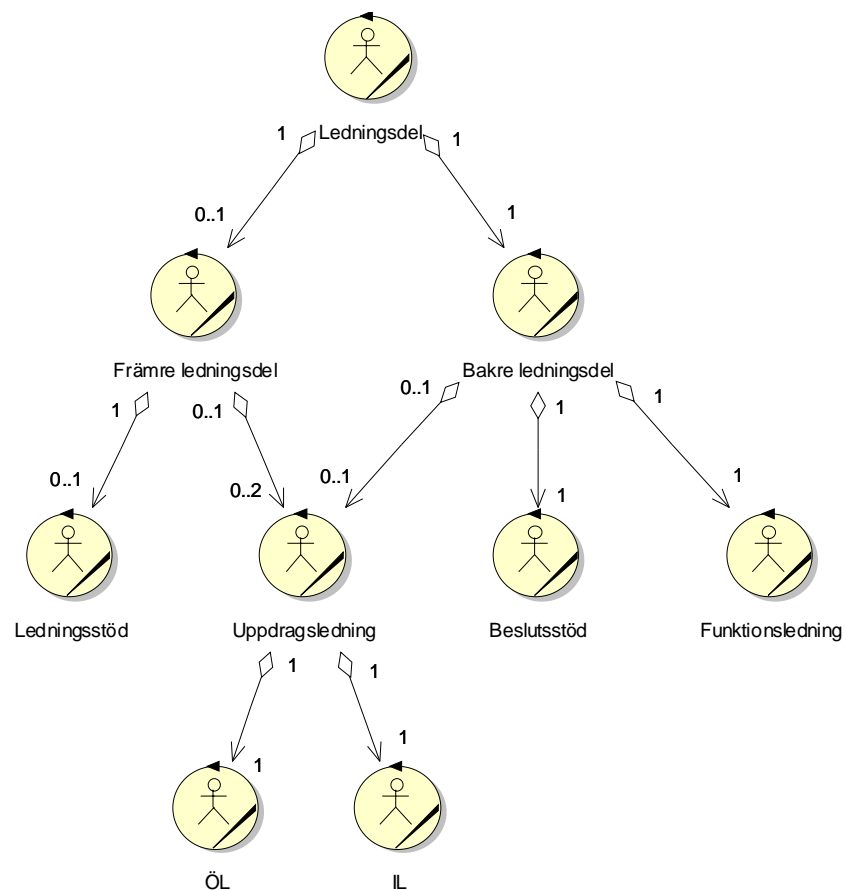 1 Ledningsdel 1
0..1 1
Främre ledningsdel Bakre ledningsdel
1 0..1 0..1 1 1
0..1 0..2 0..1 1 1
Ledningsstöd Uppdragsledning Beslutsstöd Funktionsledning
1 1
1 1
ÖL IL